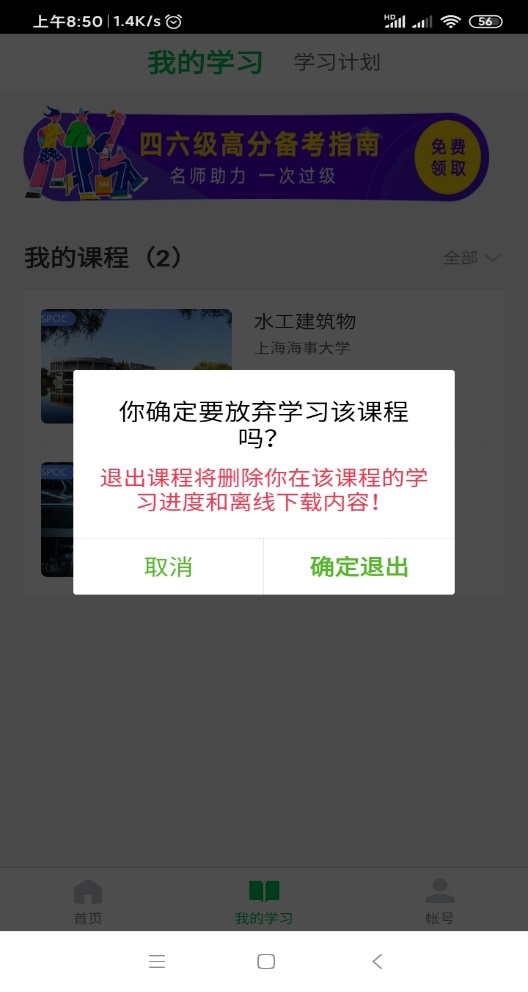 上午8:50 | 1.4K/s
HD
56
我的学习 学习计划
四六级高分备考指南
名师助力 一次过级
免费
领取
我的课程（2）
全部
SPOC
水工建筑物
上海海事大学
你确定要放弃学习该课程
吗？
退出课程将删除你在该课程的学
习进度和离线下载内容！
SPOC
取消
确定退出
首页
我的学习
帐号